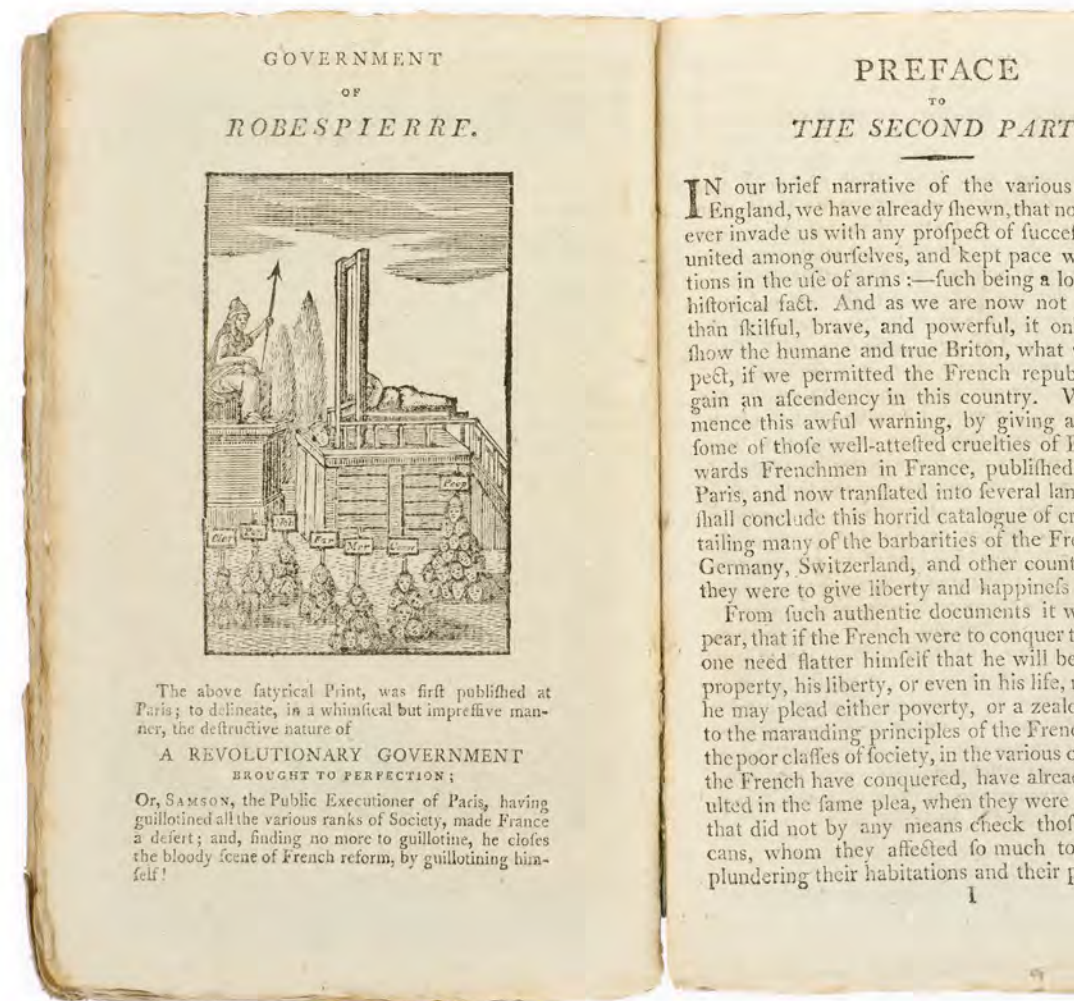 GOVERNMENT
OF
ROBESPIERRE.
Peop
Cler
Par
Nob
Par
Mer
Conv
The above ſatyrical Print, was firſt publiſhed at
Paris; to delineate, in a whimſical but impreſſive man-
ner, the deſtructive nature of
A REVOLUTIONARY GOVERNMENT
BROUGHT TO PERFECTION;
Or, SAMSON, the Public Executioner of Paris, having
guillotined all the various ranks of Society, made France
a deſert; and, finding no more to guillotine, he cloſes
the bloody ſcene of French reform, by guillotining him-
ſelf!
PREFACE
TO
THE SECOND PART
IN our brief narrative of the various
England, we have already ſhewn, that no
ever invade us with any proſpect of ſucceſ
united among ourſelves, and kept pace w
tions in the uſe of arms :—ſuch being a lo
hiſtorical fact. And as we are now not
than ſkilful, brave, and powerful, it on
ſhow the humane and true Briton, what
pect, if we permitted the French repub
gain an aſcendency in this country. V
mence this awful warning, by giving a
ſome of thoſe well-atteſted cruelties of
wards Frenchmen in France, publiſhed
Paris, and now tranſlated into ſeveral lan
ſhall conclude this horrid catalogue of cr
tailing many of the barbarities of the Fre
Germany, Switzerland, and other count
they were to give liberty and happineſs
From ſuch authentic documents it w
pear, that if the French were to conquer t
one need flatter himſeif that he will be
property, his liberty, or even in his life,
he may plead either poverty, or a zealo
to the marauding principles of the Frenc
the poor claſſes of ſociety, in the various c
the French have conquered, have alrea
ulted in the ſame plea, when they were
that did not by any means check thoſ
cans, whom they affected ſo much to
plundering their habitations and their p
I